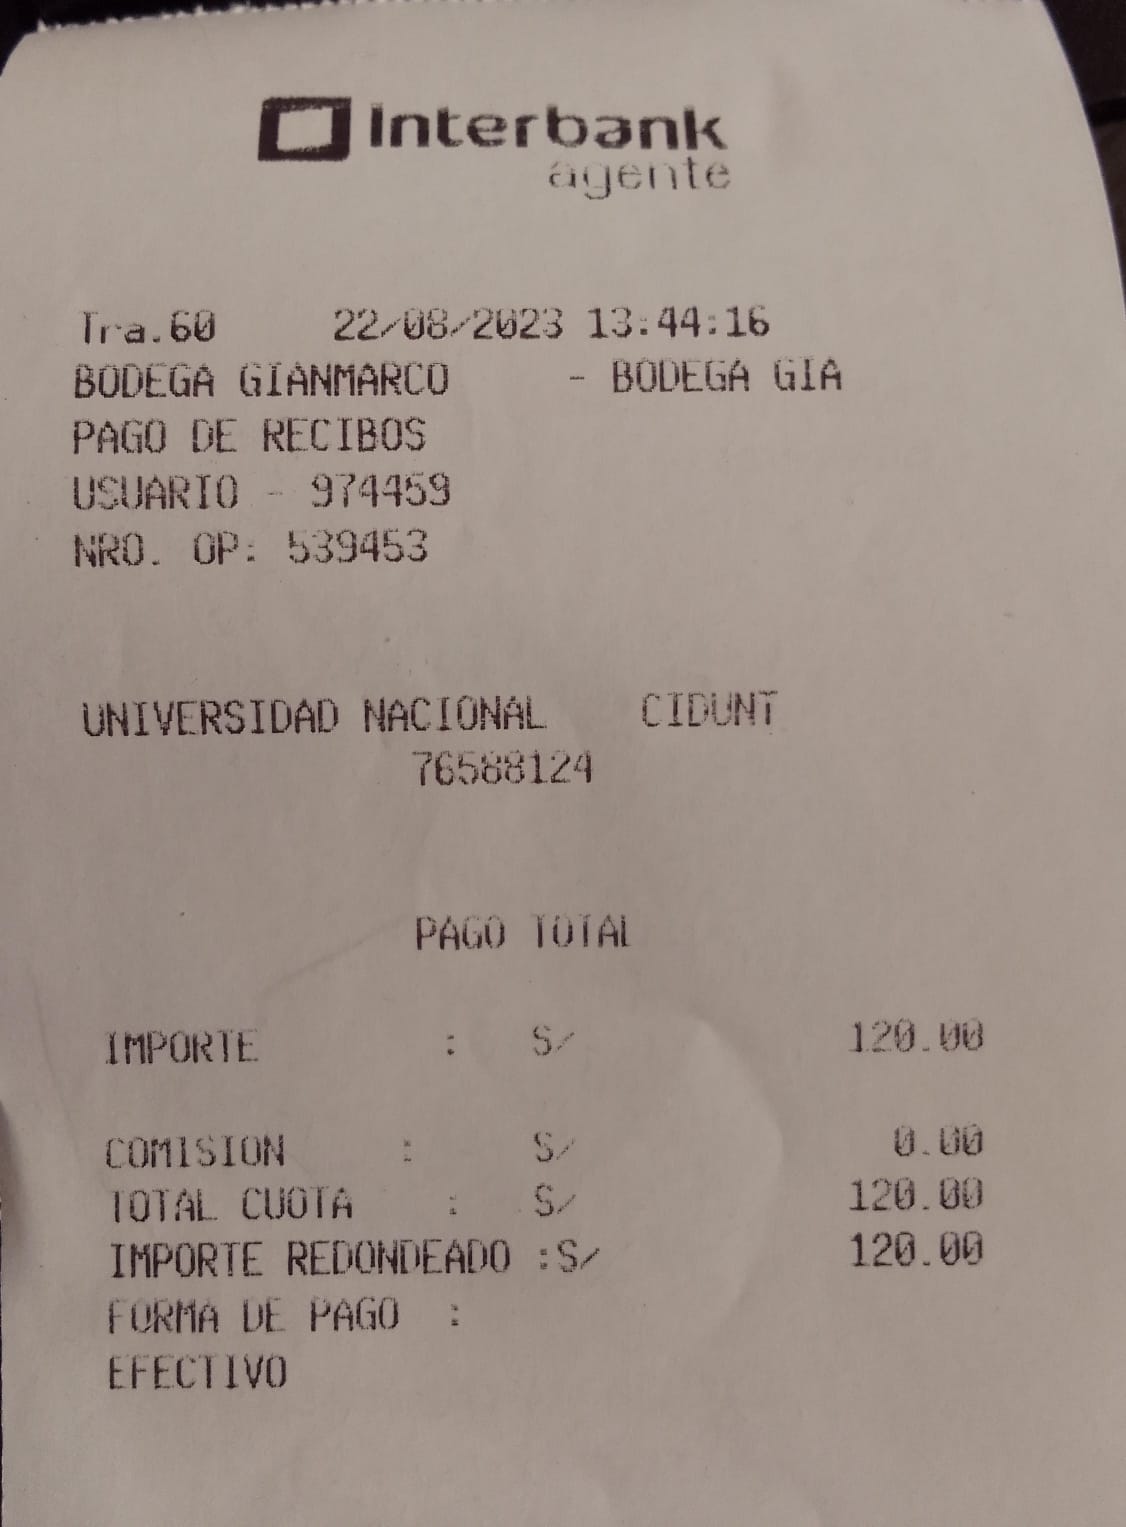 Interbank
agente
Tra.60 22/08/2023 13:44:16
BODEGA GIANMARCO - BODEGA GIA
PAGO DE RECIBOS
USUARIO - 974459
NRO. OP: 539453
UNIVERSIDAD NACIONAL CIDUNT
76588124
PAGO TOTAL
IMPORTE : S/ 120.00
COMISION : S/ 0.00
TOTAL CUOTA : S/ 120.00
IMPORTE REDONDEADO :S/ 120.00
FORMA DE PAGO :
EFECTIVO